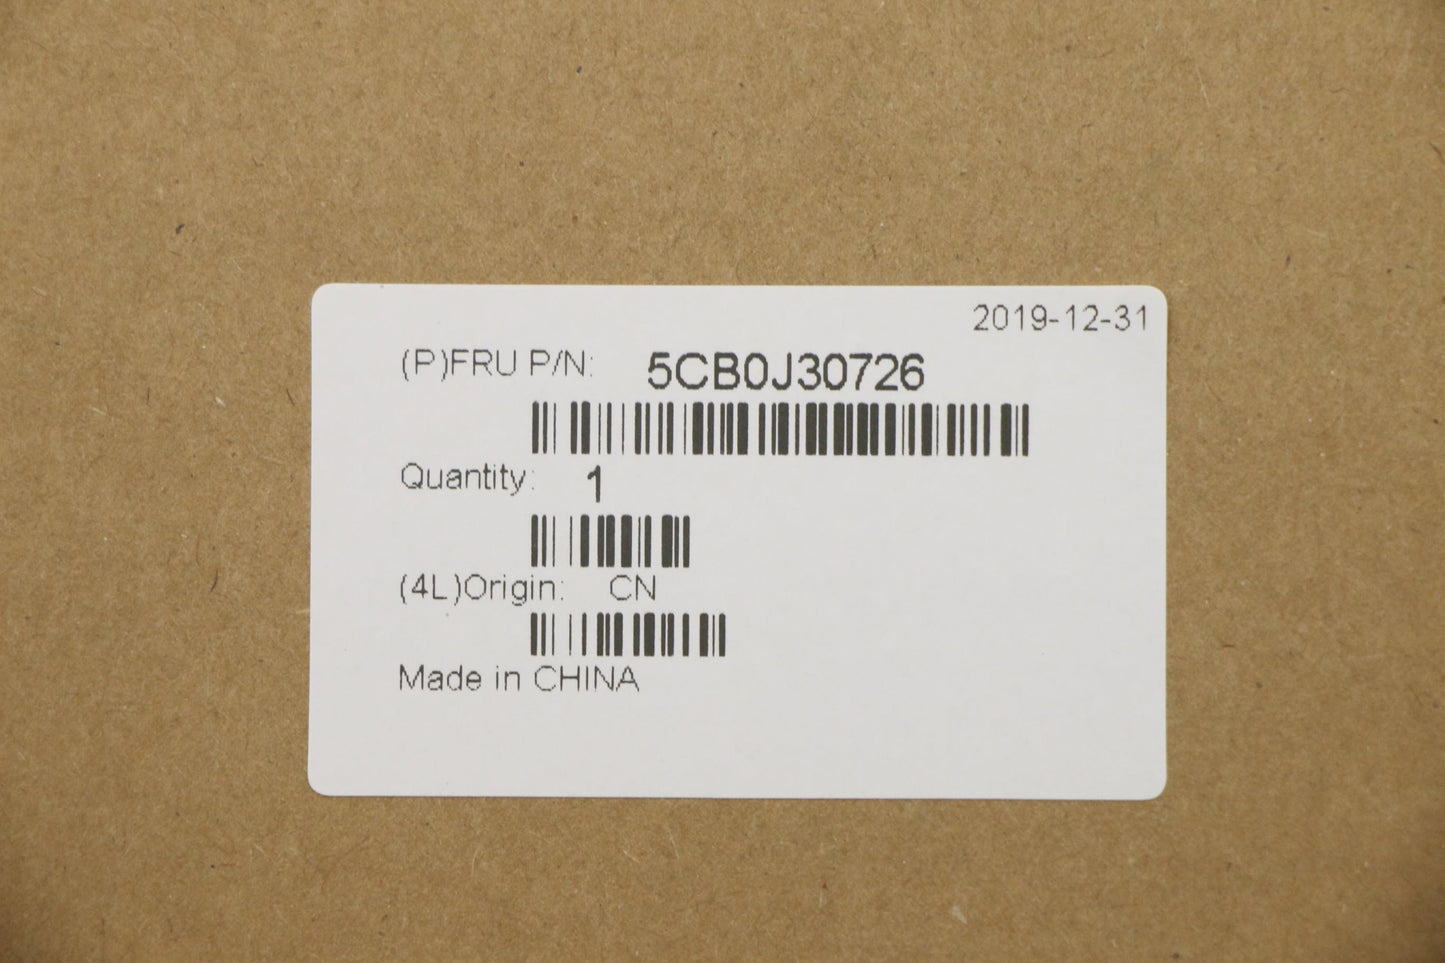 2019-12-31
(P)FRU P/N: 5CB0J30726
Quantity: 1
(4L)Origin: CN
Made in CHINA